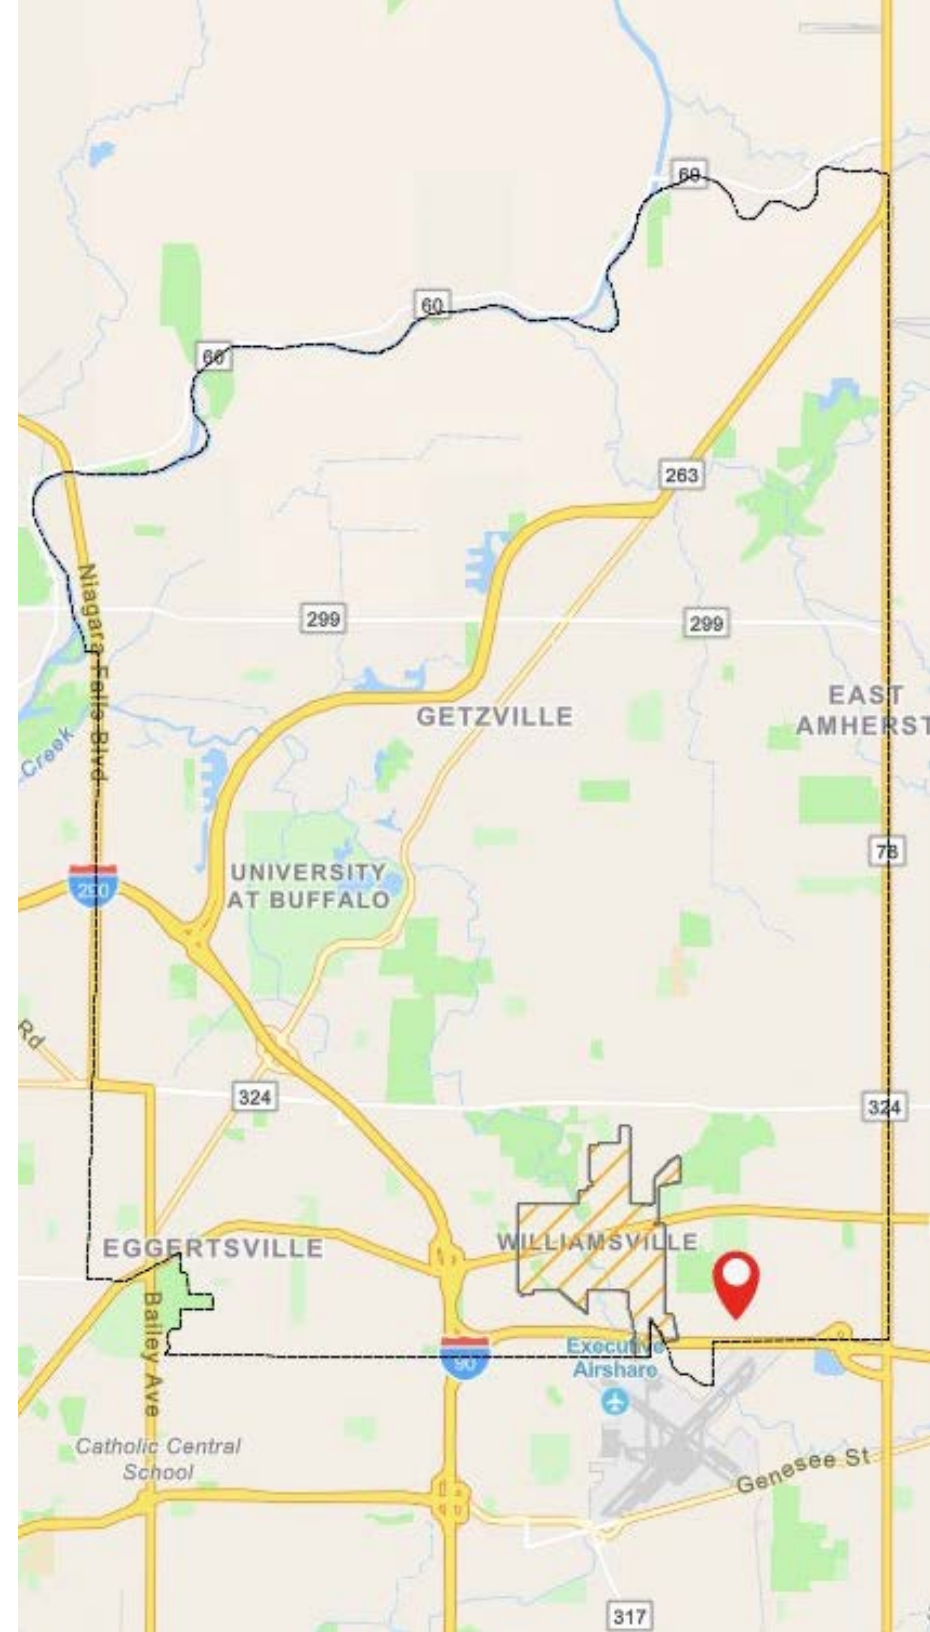 60
60
60
263
Niagara Falls Blvd
299
299
EAST
AMHERST
GETZVILLE
Creek
78
UNIVERSITY
AT BUFFALO
290
Rd
324
324
EGGERTSVILLE
WILLIAMSVILLE
Bailey Ave
Executive
Airshare
90
Catholic Central
School
Genesee St
317